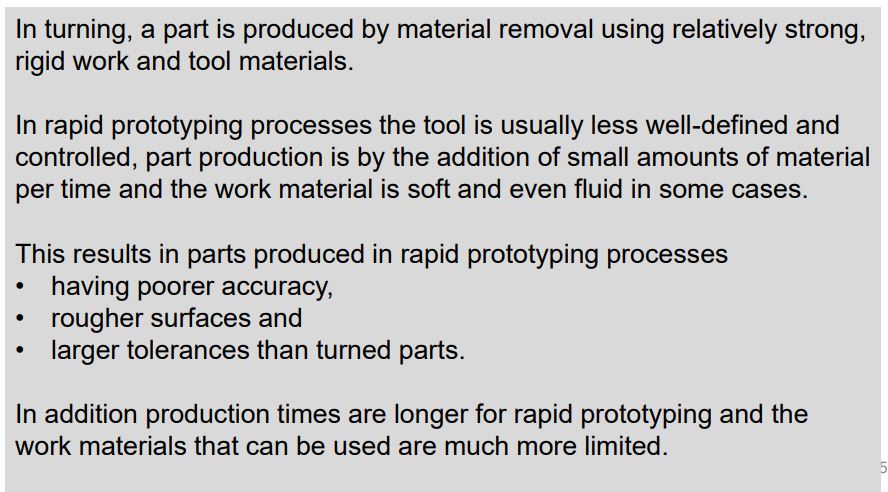 In turning, a part is produced by material removal using relatively strong,
rigid work and tool materials.
In rapid prototyping processes the tool is usually less well-defined and
controlled, part production is by the addition of small amounts of material
per time and the work material is soft and even fluid in some cases.
This results in parts produced in rapid prototyping processes
• having poorer accuracy,
• rougher surfaces and
• larger tolerances than turned parts.
In addition production times are longer for rapid prototyping and the
work materials that can be used are much more limited.
5